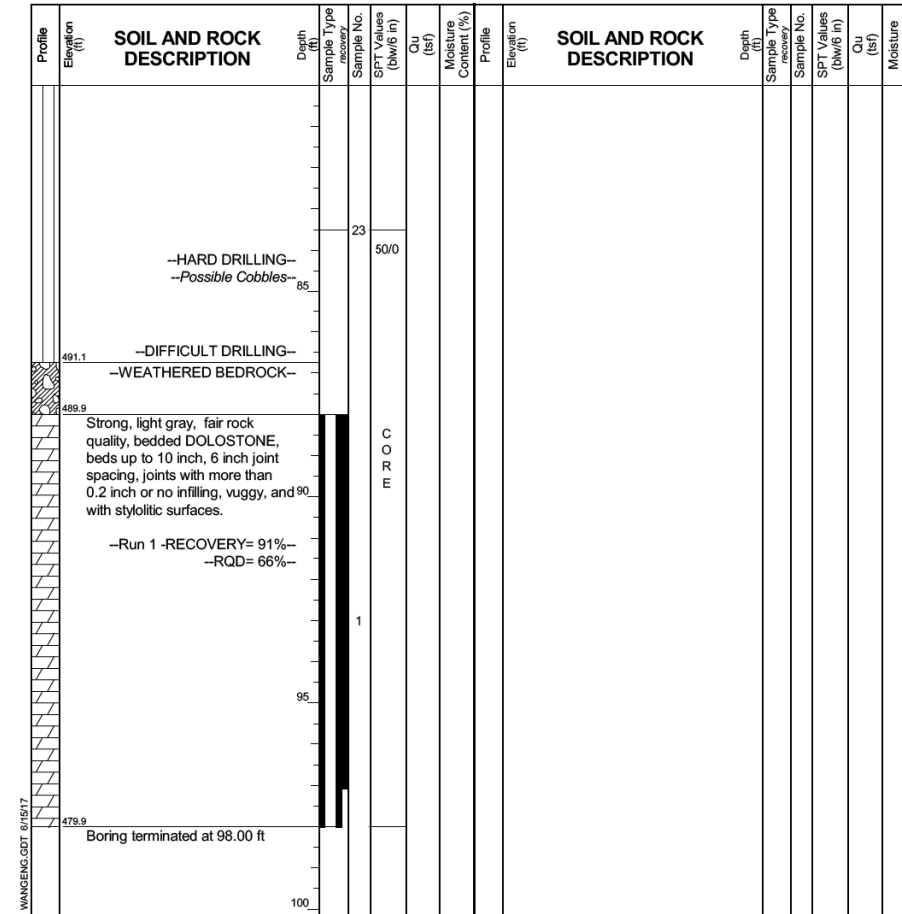 Profile
Elevation
(ft)
SOIL AND ROCK
DESCRIPTION
Depth
(ft)
Sample Type
recovery
Sample No.
SPT Values
(blw/6 in)
Qu
(tsf)
Moisture
Content (%)
Profile
Elevation
(ft)
SOIL AND ROCK
DESCRIPTION
Depth
(ft)
Sample Type
recovery
Sample No.
SPT Values
(blw/6 in)
Qu
(tsf)
Moisture
23
50/0
--HARD DRILLING--
--Possible Cobbles--
85
--DIFFICULT DRILLING--
491.1
--WEATHERED BEDROCK--
489.9
Strong, light gray, fair rock
quality, bedded DOLOSTONE,
beds up to 10 inch, 6 inch joint
spacing, joints with more than
0.2 inch or no infilling, vuggy, and
with stylolitic surfaces.
90
C
O
R
E
--Run 1 -RECOVERY= 91%--
--RQD= 66%--
1
95
479.9
Boring terminated at 98.00 ft
100
WANGENG.GDT 6/15/17